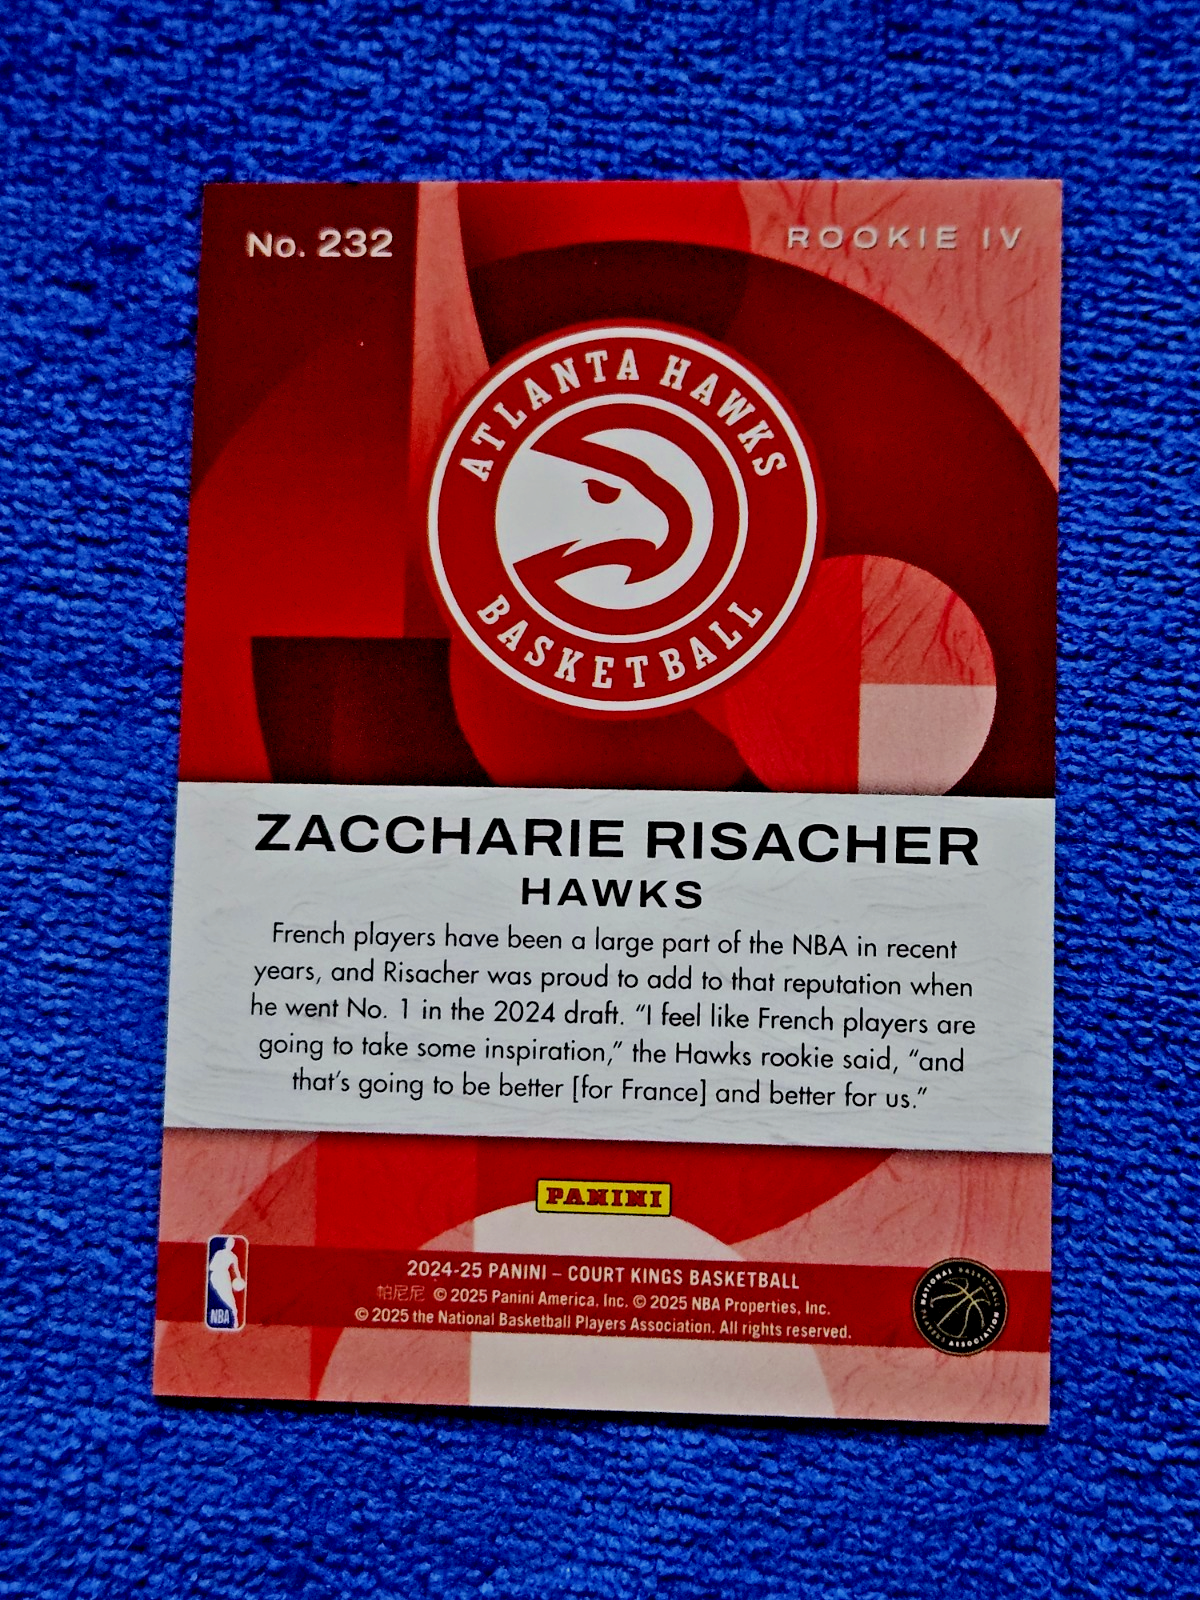 No. 232
ROOKIE IV
ATLANTA HAWKS
BASKETBALL
ZACCHARIE RISACHER
HAWKS
French players have been a large part of the NBA in recent
years, and Risacher was proud to add to that reputation when
he went No. 1 in the 2024 draft. “I feel like French players are
going to take some inspiration,” the Hawks rookie said, “and
that’s going to be better [for France] and better for us.”
PANINI
2024-25 PANINI – COURT KINGS BASKETBALL
帕尼尼 © 2025 Panini America, Inc. © 2025 NBA Properties, Inc.
© 2025 the National Basketball Players Association. All rights reserved.
NBA
NATIONAL BASKETBALL
PLAYERS ASSOCIATION